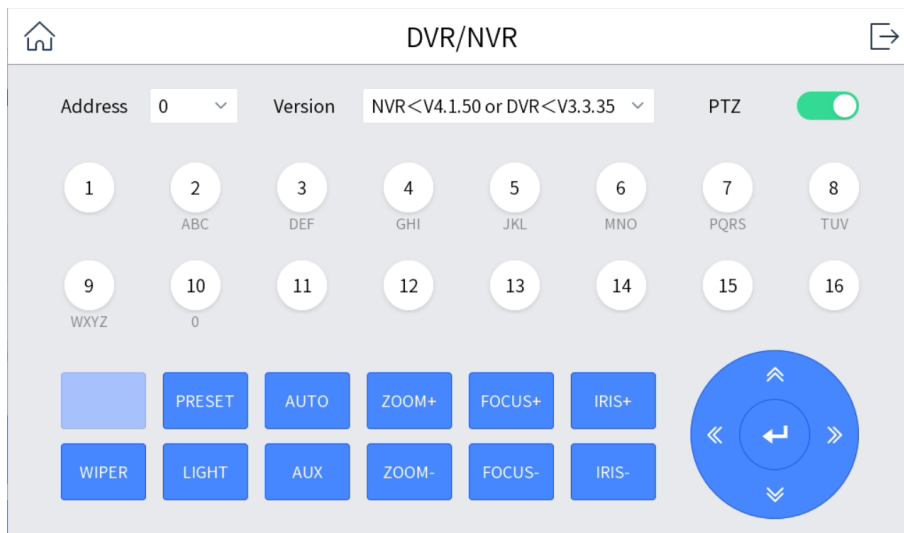 DVR/NVR
Address 0 Version NVR<V4.1.50 or DVR<V3.3.35 PTZ
1 2 3 4 5 6 7 8
ABC DEF GHI JKL MNO PQRS TUV
9 10 11 12 13 14 15 16
WXYZ 0
PRESET AUTO ZOOM+ FOCUS+ IRIS+
WIPER LIGHT AUX ZOOM- FOCUS- IRIS-